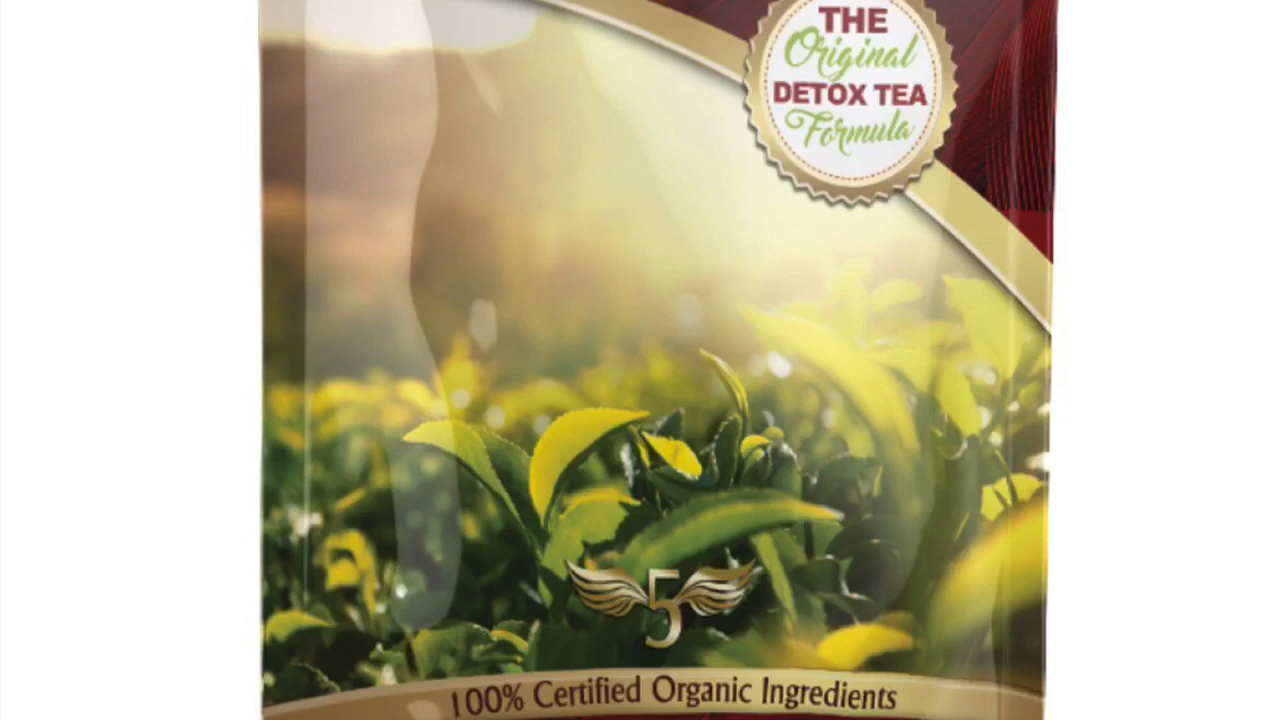 THE
Original
DETOX TEA
Formula
5
100% Certified Organic Ingredients